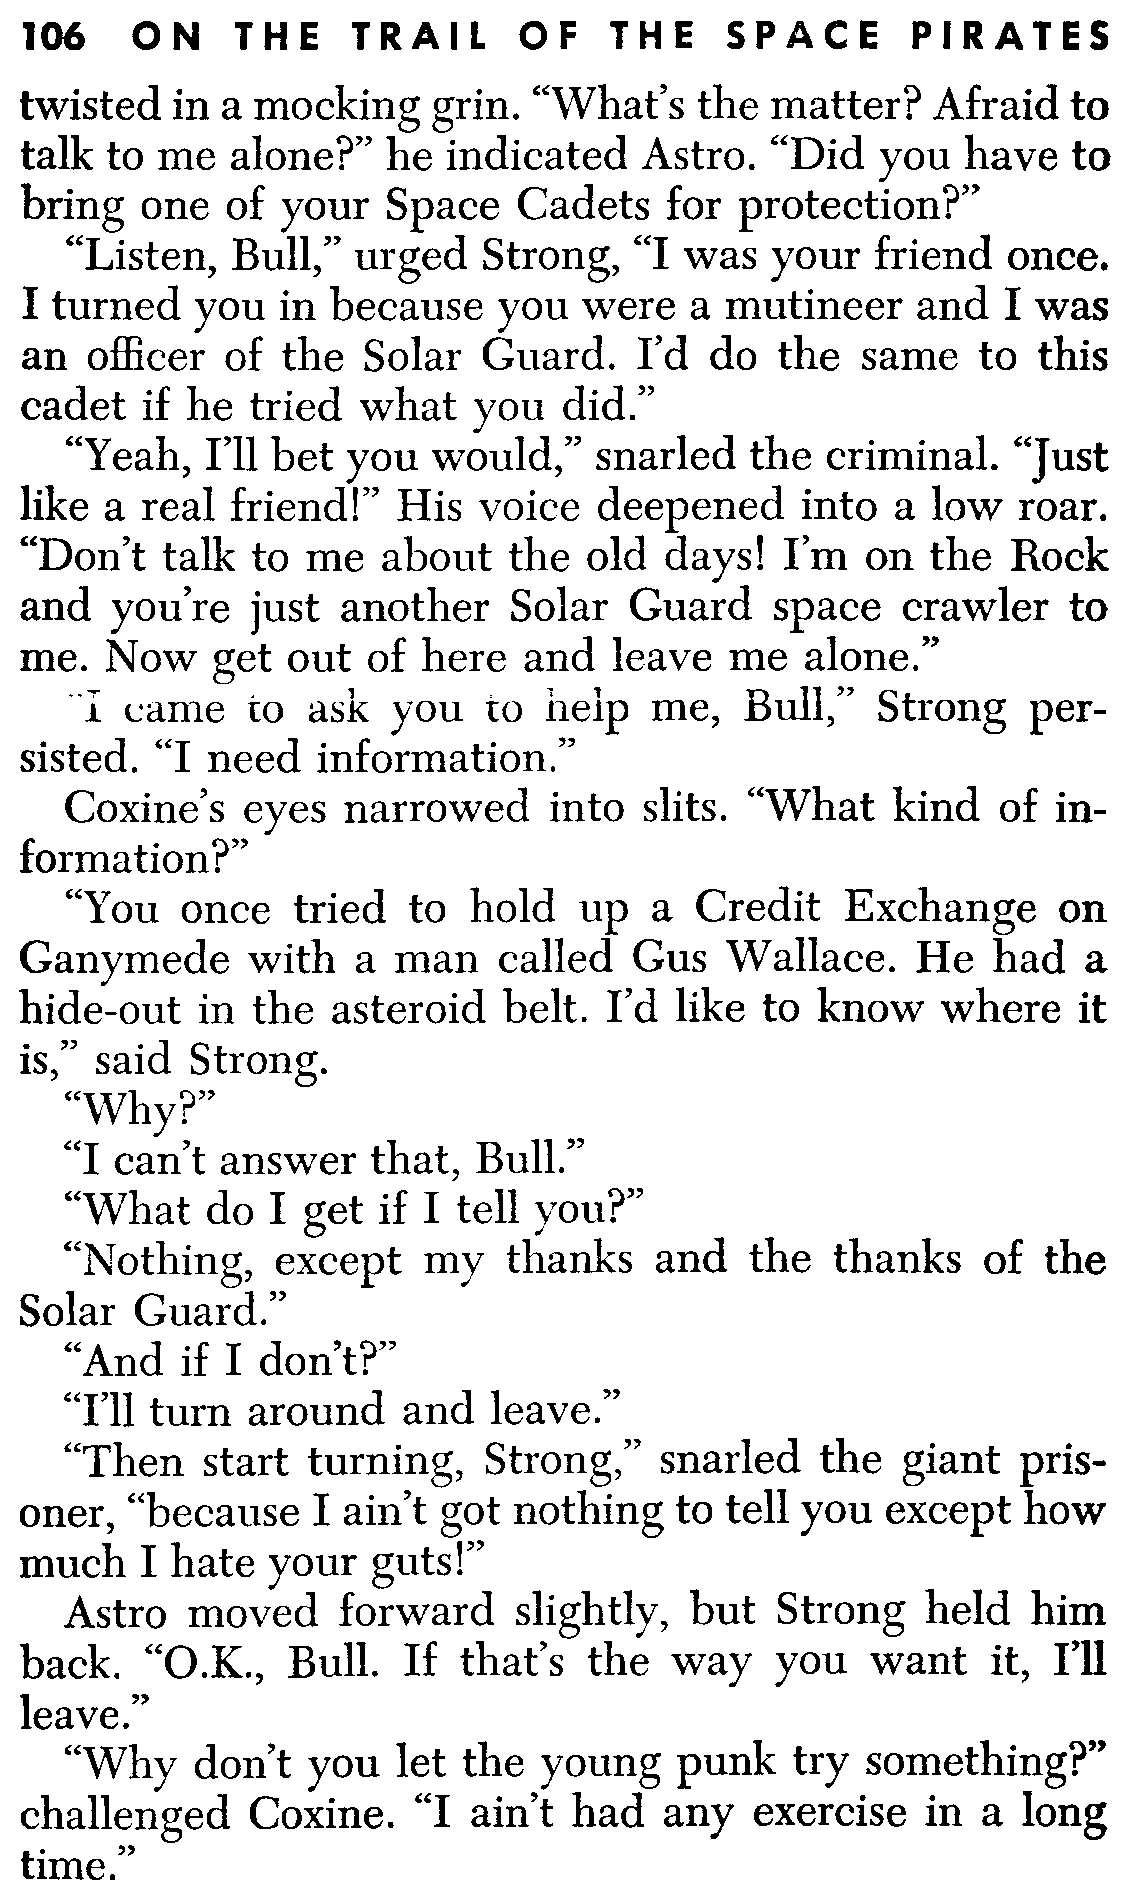 106 ON THE TRAIL OF THE SPACE PIRATES
twisted in a mocking grin. “What’s the matter? Afraid to
talk to me alone?” he indicated Astro. “Did you have to
bring one of your Space Cadets for protection?”
“Listen, Bull,” urged Strong, “I was your friend once.
I turned you in because you were a mutineer and I was
an officer of the Solar Guard. I’d do the same to this
cadet if he tried what you did.”
“Yeah, I’ll bet you would,” snarled the criminal. “Just
like a real friend!” His voice deepened into a low roar.
“Don’t talk to me about the old days! I’m on the Rock
and you’re just another Solar Guard space crawler to
me. Now get out of here and leave me alone.”
“I came to ask you to help me, Bull,” Strong per-
sisted. “I need information.”
Coxine’s eyes narrowed into slits. “What kind of in-
formation?”
“You once tried to hold up a Credit Exchange on
Ganymede with a man called Gus Wallace. He had a
hide-out in the asteroid belt. I’d like to know where it
is,” said Strong.
“Why?”
“I can’t answer that, Bull.”
“What do I get if I tell you?”
“Nothing, except my thanks and the thanks of the
Solar Guard.”
“And if I don’t?”
“I’ll turn around and leave.”
“Then start turning, Strong,” snarled the giant pris-
oner, “because I ain’t got nothing to tell you except how
much I hate your guts!”
Astro moved forward slightly, but Strong held him
back. “O.K., Bull. If that’s the way you want it, I’ll
leave.”
“Why don’t you let the young punk try something?”
challenged Coxine. “I ain’t had any exercise in a long
time.”